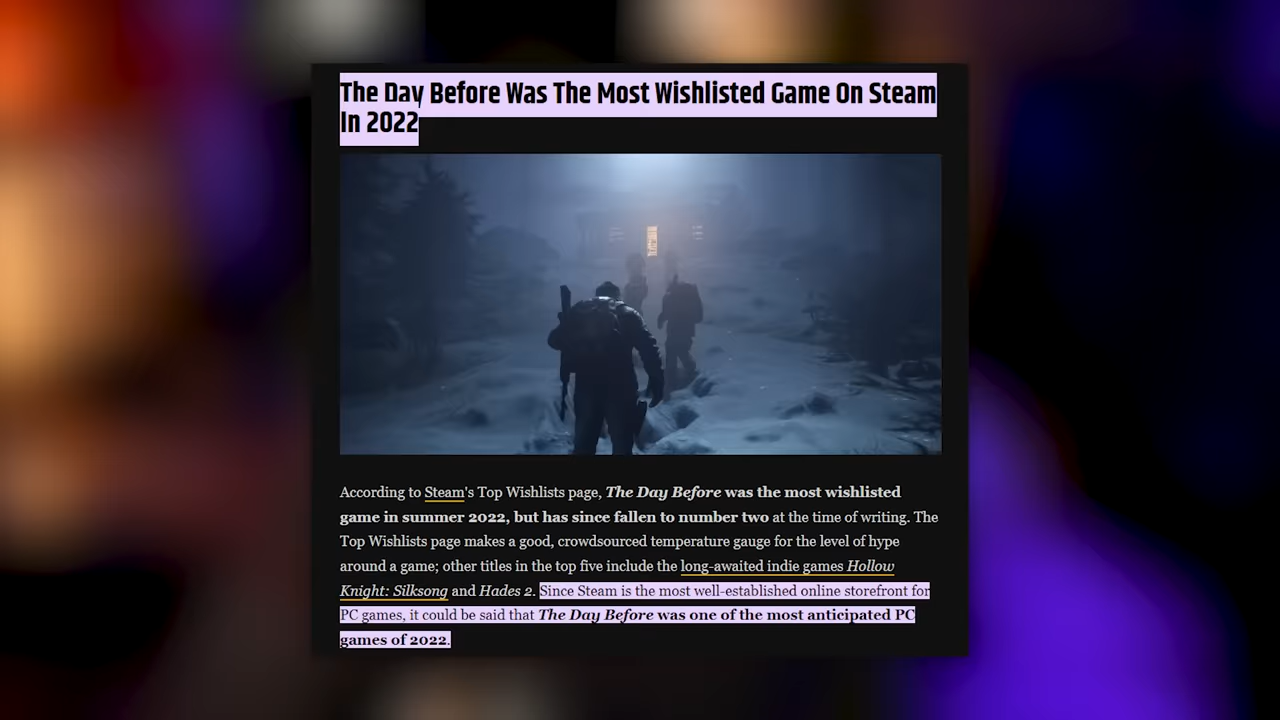 The Day Before Was The Most Wishlisted Game On Steam
In 2022
According to Steam's Top Wishlists page, The Day Before was the most wishlisted
game in summer 2022, but has since fallen to number two at the time of writing. The
Top Wishlists page makes a good, crowdsourced temperature gauge for the level of hype
around a game; other titles in the top five include the long-awaited indie games Hollow
Knight: Silksong and Hades 2. Since Steam is the most well-established online storefront for
PC games, it could be said that The Day Before was one of the most anticipated PC
games of 2022.